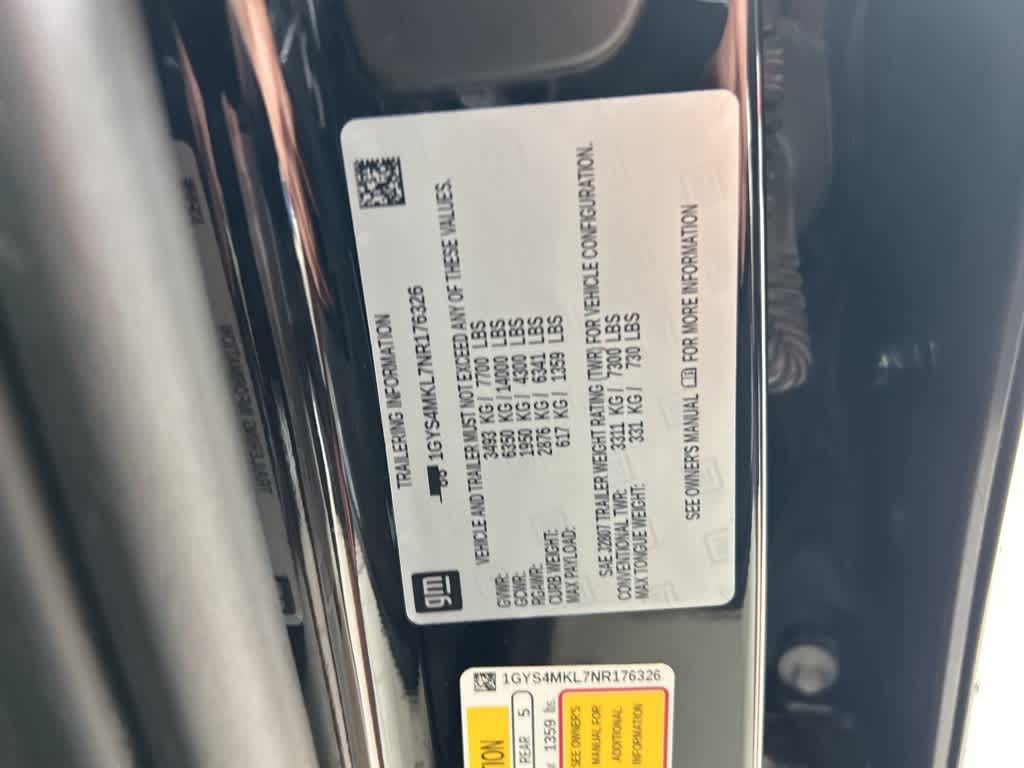 TRAILERING INFORMATION
gm 1GYS4MKL7NR176326
VEHICLE AND TRAILER MUST NOT EXCEED ANY OF THESE VALUES.
GVWR: 3493 KG / 7700 LBS
GCWR: 6350 KG / 14000 LBS
RGAWR: 1950 KG / 4300 LBS
CURB WEIGHT: 2876 KG / 6341 LBS
MAX PAYLOAD: 617 KG / 1359 LBS
SAE J2807 TRAILER WEIGHT RATING (TWR) FOR VEHICLE CONFIGURATION.
CONVENTIONAL TWR: 3311 KG / 7300 LBS
MAX TONGUE WEIGHT: 331 KG / 730 LBS
SEE OWNER'S MANUAL FOR MORE INFORMATION
1GYS4MKL7NR176326
REAR 5
1359 lbs.
SEE OWNER'S
MANUAL FOR
ADDITIONAL
INFORMATION